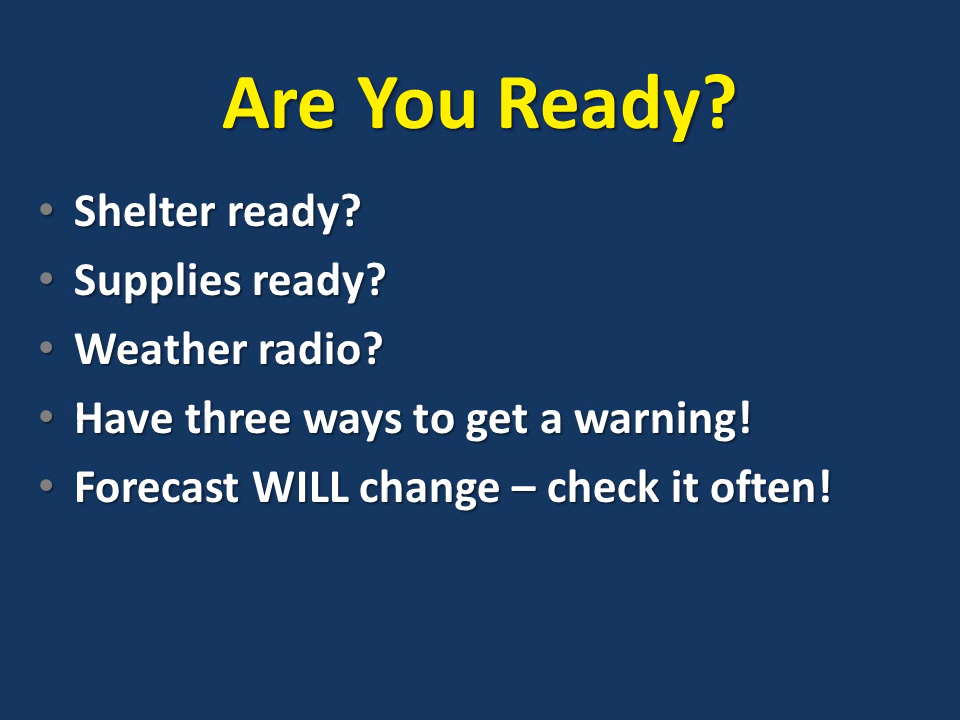 Are You Ready?
• Shelter ready?
• Supplies ready?
• Weather radio?
• Have three ways to get a warning!
• Forecast WILL change – check it often!